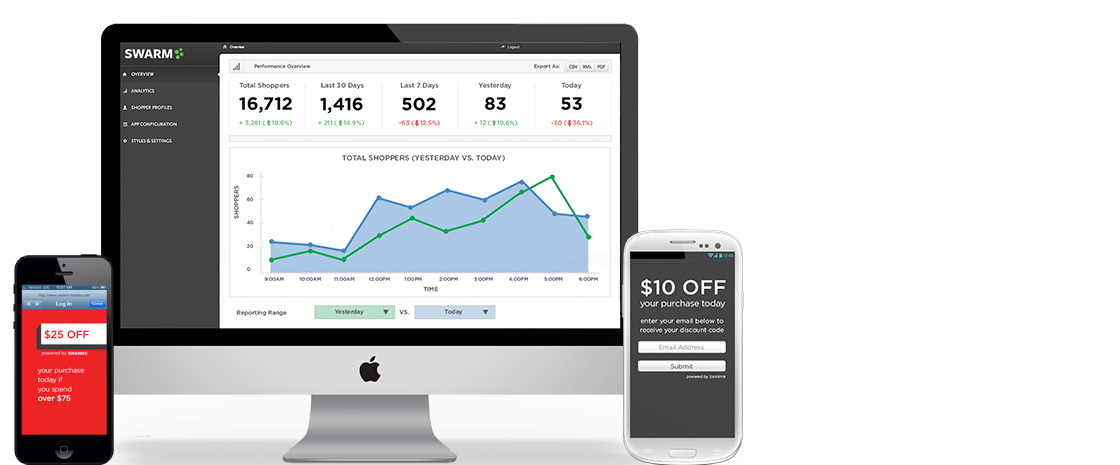 SWARM
Overview
Logout
OVERVIEW
ANALYTICS
SHOPPER PROFILES
APP CONFIGURATION
STYLES & SETTINGS
Performance Overview
Export As: CSV XML PDF
Total Shoppers
16,712
+ 3,281 (⬆19.6%)
Last 30 Days
1,416
+ 211 (⬆14.9%)
Last 7 Days
502
-63 (⬇12.5%)
Yesterday
83
+ 12 (⬆19.6%)
Today
53
-30 (⬇36.1%)
TOTAL SHOPPERS (YESTERDAY VS. TODAY)
SHOPPERS
80
60
40
20
0
9:00AM 10:00AM 11:00AM 12:00PM 1:00PM 2:00PM 3:00PM 4:00PM 5:00PM 6:00PM
TIME
Reporting Range Yesterday VS. Today
Log In
$25 OFF
powered by SWARM
your purchase
today if
you spend
over $75
12:00
$10 OFF
your purchase today
enter your email below to
receive your discount code
Email Address
Submit
powered by SWARM